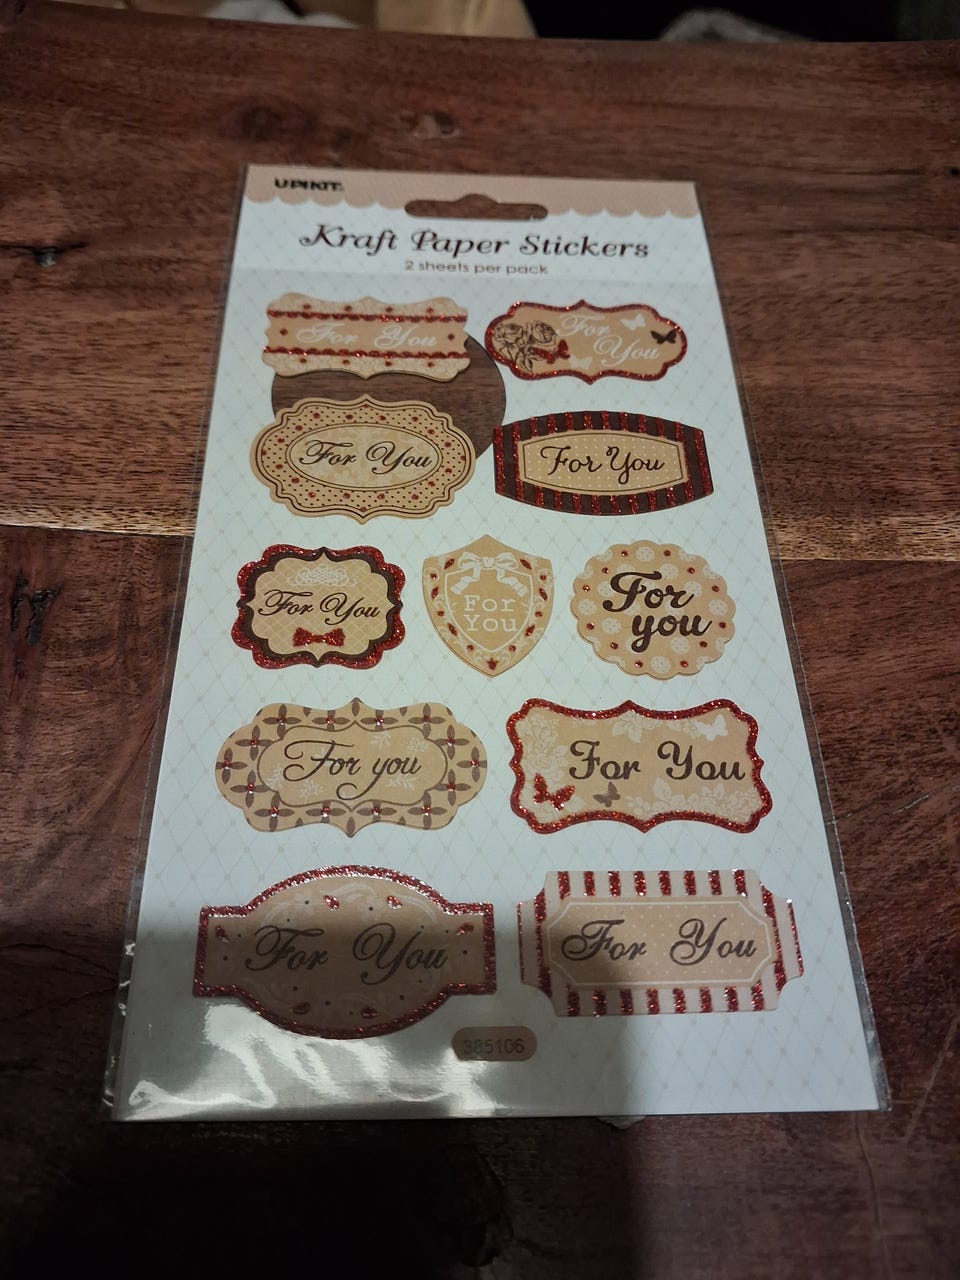 UPIKIT.
Kraft Paper Stickers
2 sheets per pack
For You
For
You
For You
For You
For You
For
You
For
you
For you
For You
For You
For You
385106